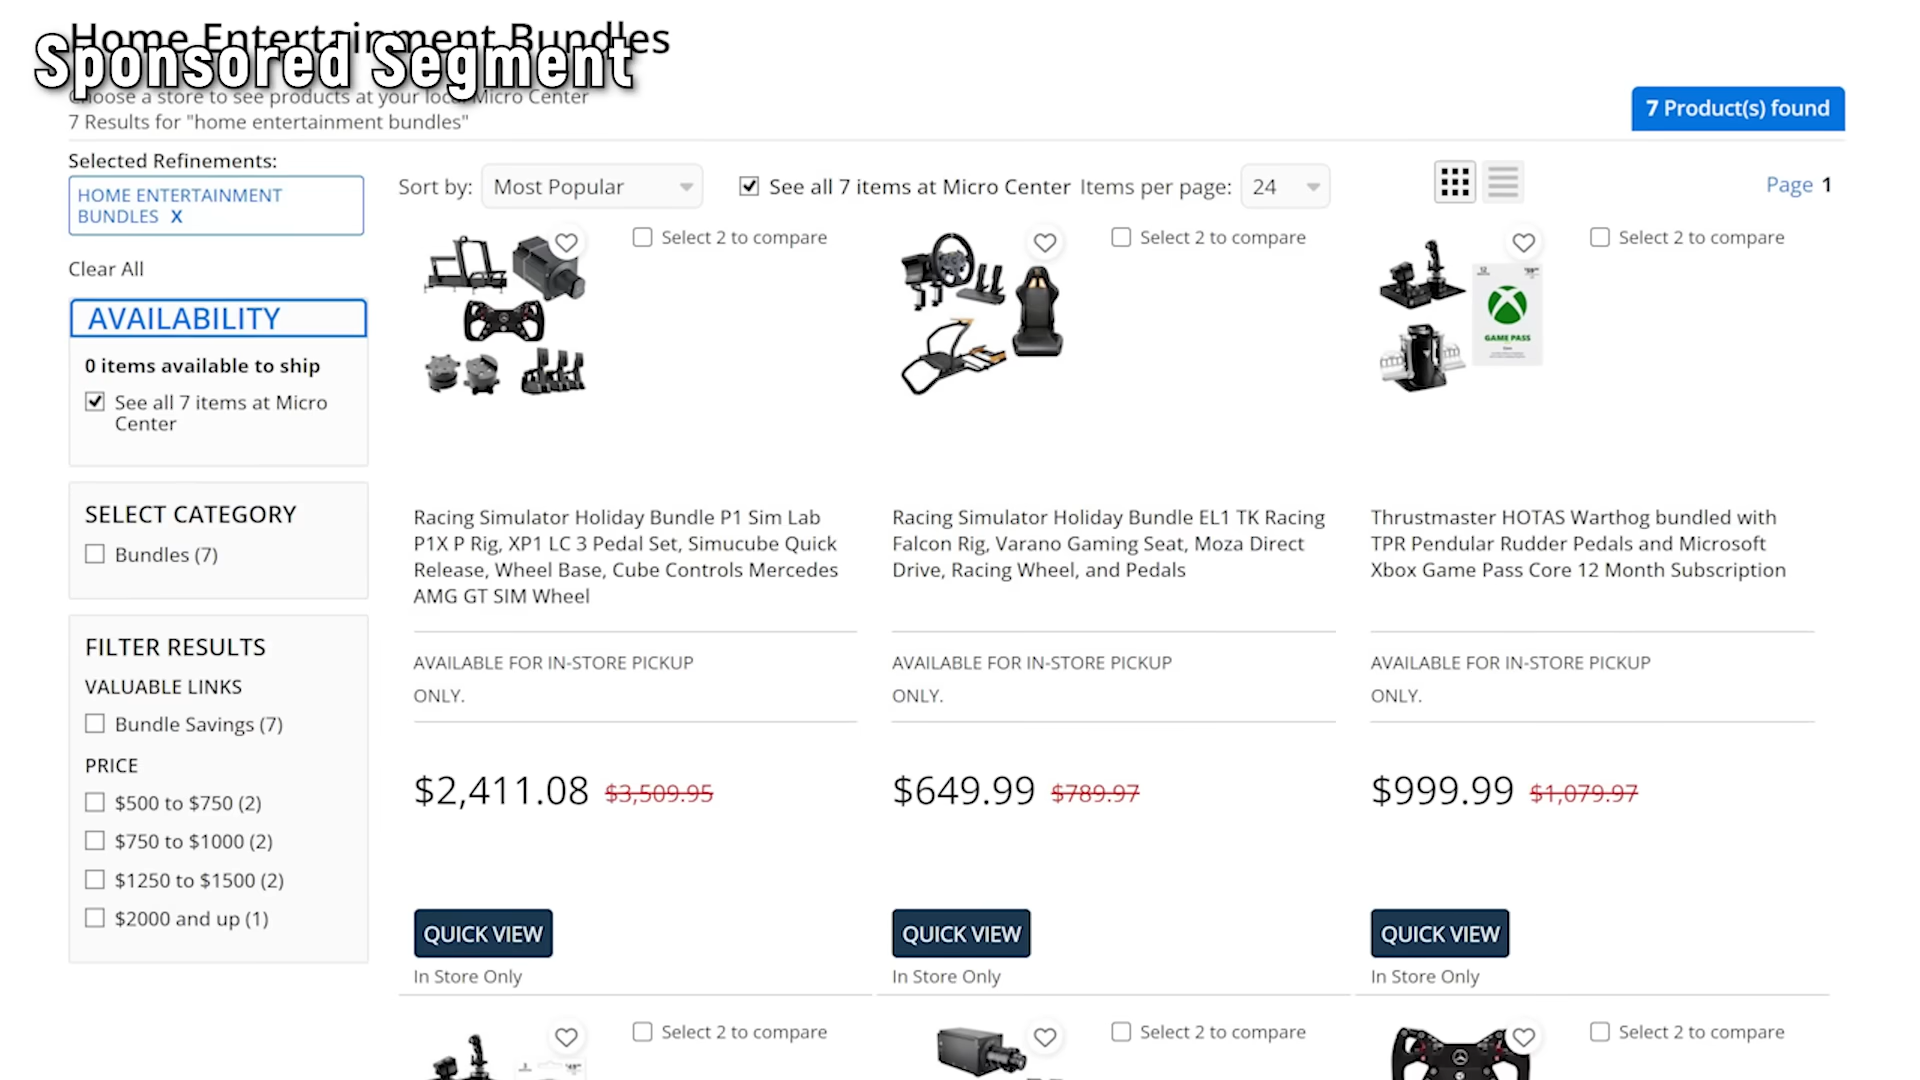 Home Entertainment Bundles
Sponsored Segment
Choose a store to see products at your local Micro Center
7 Results for "home entertainment bundles"
7 Product(s) found
Selected Refinements:
HOME ENTERTAINMENT
BUNDLES X
Clear All
AVAILABILITY
0 items available to ship
See all 7 items at Micro
Center
SELECT CATEGORY
Bundles (7)
FILTER RESULTS
VALUABLE LINKS
Bundle Savings (7)
PRICE
$500 to $750 (2)
$750 to $1000 (2)
$1250 to $1500 (2)
$2000 and up (1)
Sort by: Most Popular See all 7 items at Micro Center Items per page: 24 Page 1
Select 2 to compare
Racing Simulator Holiday Bundle P1 Sim Lab
P1X P Rig, XP1 LC 3 Pedal Set, Simucube Quick
Release, Wheel Base, Cube Controls Mercedes
AMG GT SIM Wheel
AVAILABLE FOR IN-STORE PICKUP
ONLY.
$2,411.08 $3,509.95
QUICK VIEW
In Store Only
Select 2 to compare
Racing Simulator Holiday Bundle EL1 TK Racing
Falcon Rig, Varano Gaming Seat, Moza Direct
Drive, Racing Wheel, and Pedals
AVAILABLE FOR IN-STORE PICKUP
ONLY.
$649.99 $789.97
QUICK VIEW
In Store Only
Select 2 to compare
12
GAME PASS
Thrustmaster HOTAS Warthog bundled with
TPR Pendular Rudder Pedals and Microsoft
Xbox Game Pass Core 12 Month Subscription
AVAILABLE FOR IN-STORE PICKUP
ONLY.
$999.99 $1,079.97
QUICK VIEW
In Store Only
Select 2 to compare
Select 2 to compare
Select 2 to compare